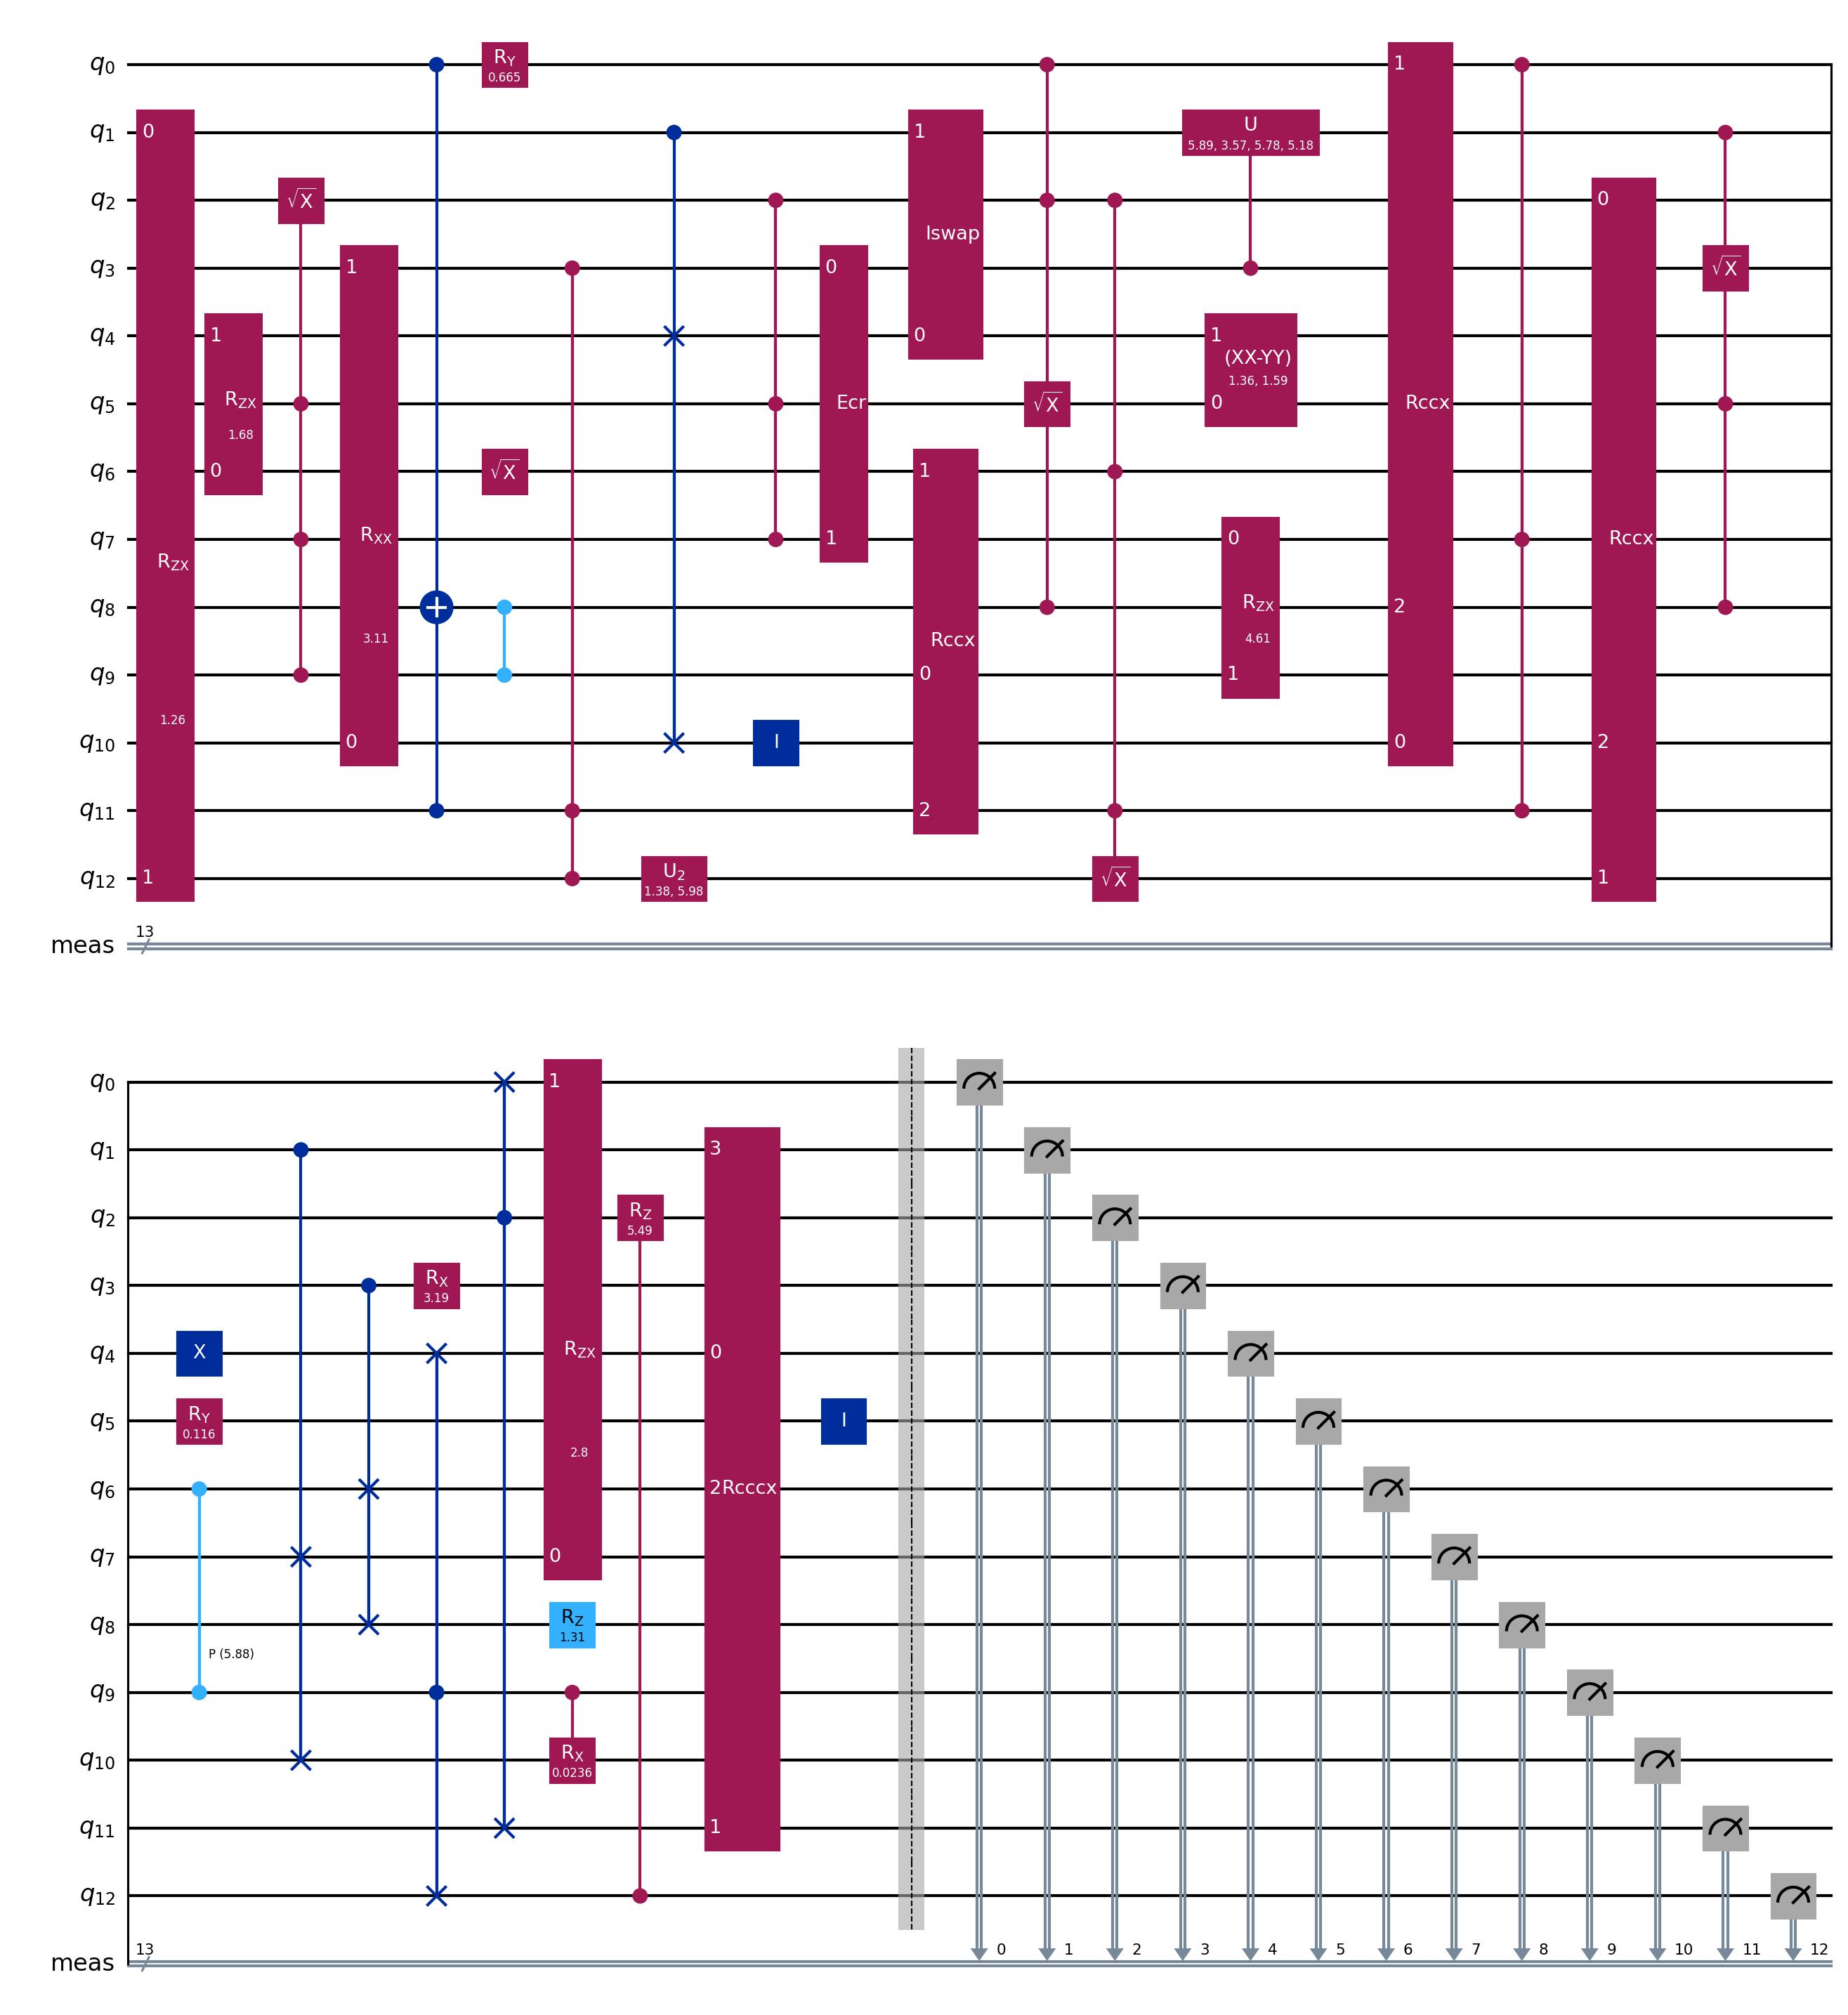 q0 RY 0.665 1
q1 0 1 U 5.89, 3.57, 5.78, 5.18
q2 √X 0
Iswap
q3 1 0 √X
q4 1 0 1
(XX-YY)
1.36, 1.59
q5 RZX 1.68 Ecr √X 0 Rccx
q6 0 √X 1
q7 RXX 1 0 Rccx
RZX
q8 2
RZX 4.61
3.11 Rccx
q9 0 1
1.26
q10 0 I 0 2
q11 2
q12 1 U2 1.38, 5.98 √X 1
meas 13
q0 1
q1 3
q2 RZ 5.49
q3 RX 3.19
q4 X RZX 0
q5 RY 0.116 I
2.8
q6 2 Rcccx
q7 0
q8 RZ 1.31
P (5.88)
q9
q10 RX 0.0236
q11 1
q12
meas 13 0 1 2 3 4 5 6 7 8 9 10 11 12